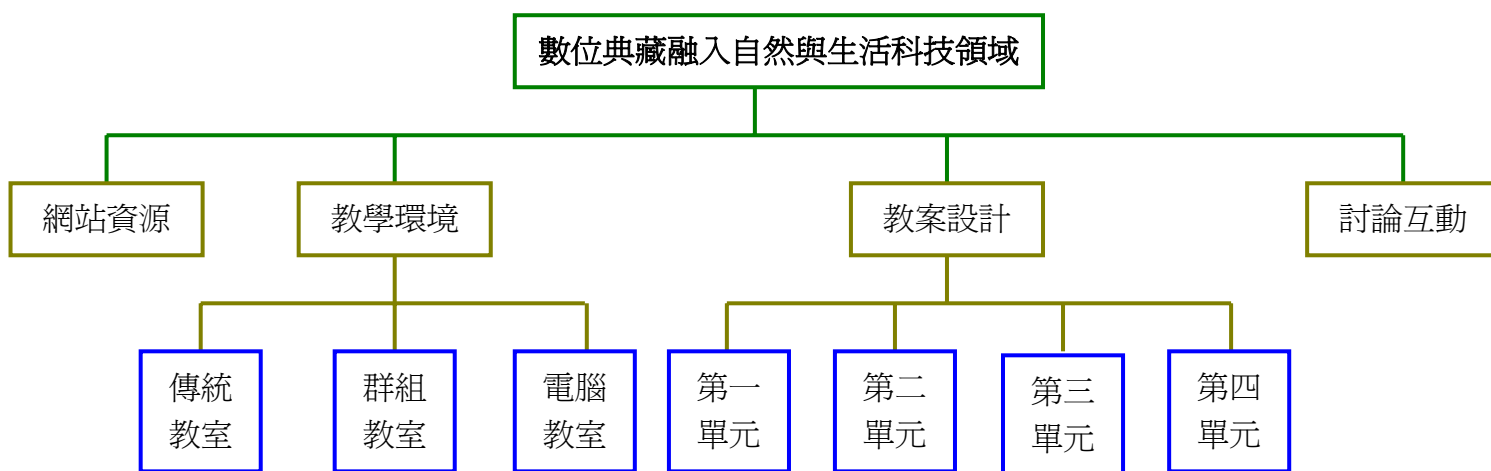 數位典藏融入自然與生活科技領域
網站資源
教學環境
教案設計
討論互動
傳統
教室
群組
教室
電腦
教室
第一
單元
第二
單元
第三
單元
第四
單元